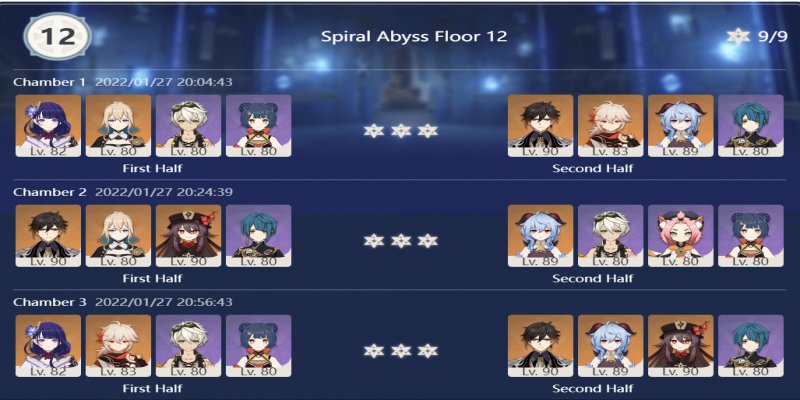 12
Spiral Abyss Floor 12
9/9
Chamber 1 2022/01/27 20:04:43
Lv. 82 Lv. 80 Lv. 80 Lv. 80 Lv. 90 Lv. 83 Lv. 89 Lv. 80
First Half Second Half
Chamber 2 2022/01/27 20:24:39
Lv. 90 Lv. 80 Lv. 90 Lv. 80 Lv. 89 Lv. 80 Lv. 80 Lv. 80
First Half Second Half
Chamber 3 2022/01/27 20:56:43
Lv. 82 Lv. 83 Lv. 80 Lv. 80 Lv. 90 Lv. 89 Lv. 90 Lv. 80
First Half Second Half